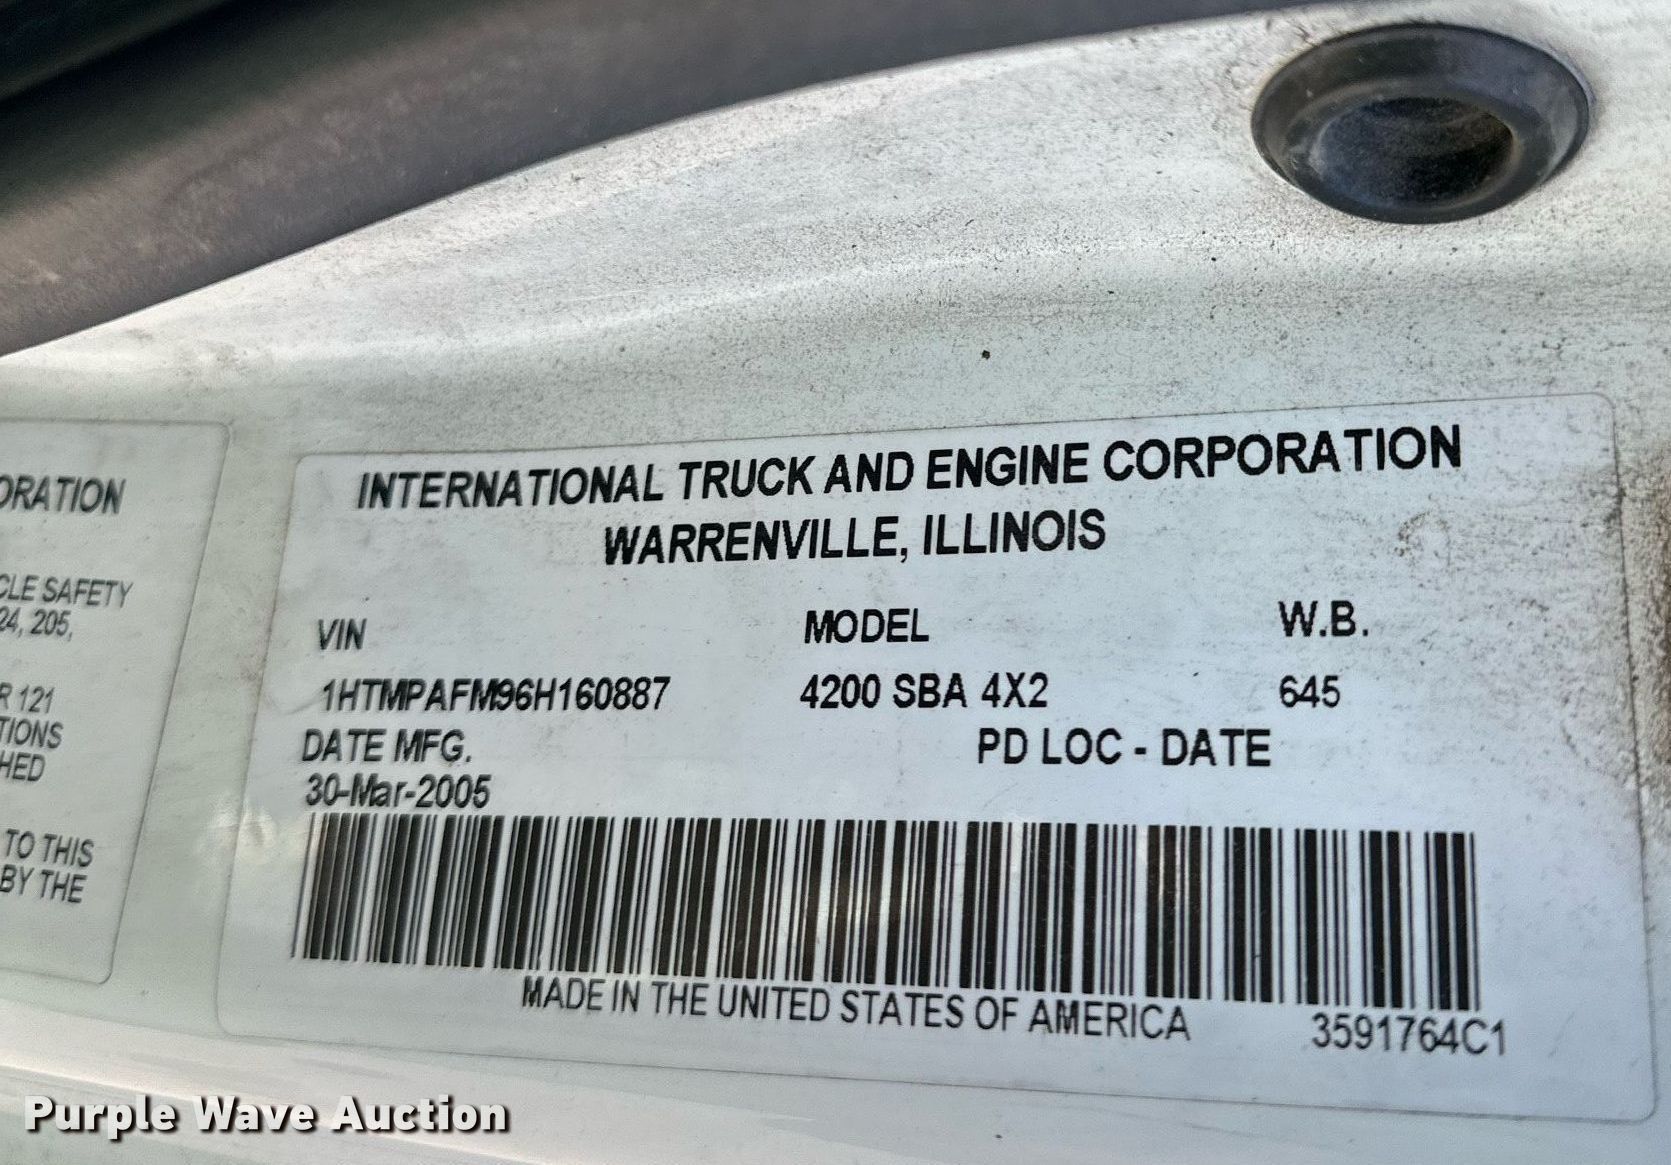 ORATION
CLE SAFETY
24, 205,
R 121
TIONS
HED
TO THIS
BY THE
INTERNATIONAL TRUCK AND ENGINE CORPORATION
WARRENVILLE, ILLINOIS
VIN MODEL W.B.
1HTMPAFM96H160887 4200 SBA 4X2 645
DATE MFG. PD LOC - DATE
30-Mar-2005
MADE IN THE UNITED STATES OF AMERICA 3591764C1
Purple Wave Auction